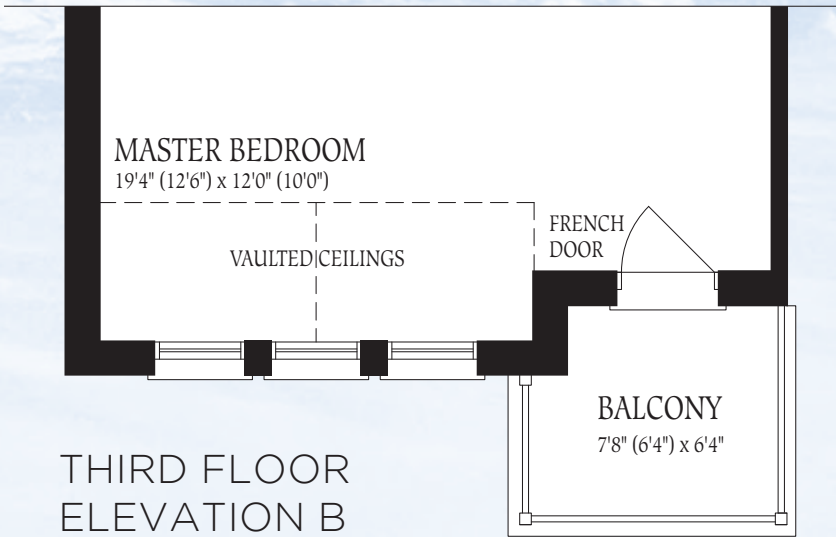 MASTER BEDROOM
19'4" (12'6") x 12'0" (10'0")
VAULTED CEILINGS
FRENCH
DOOR
BALCONY
7'8" (6'4") x 6'4"
THIRD FLOOR
ELEVATION B